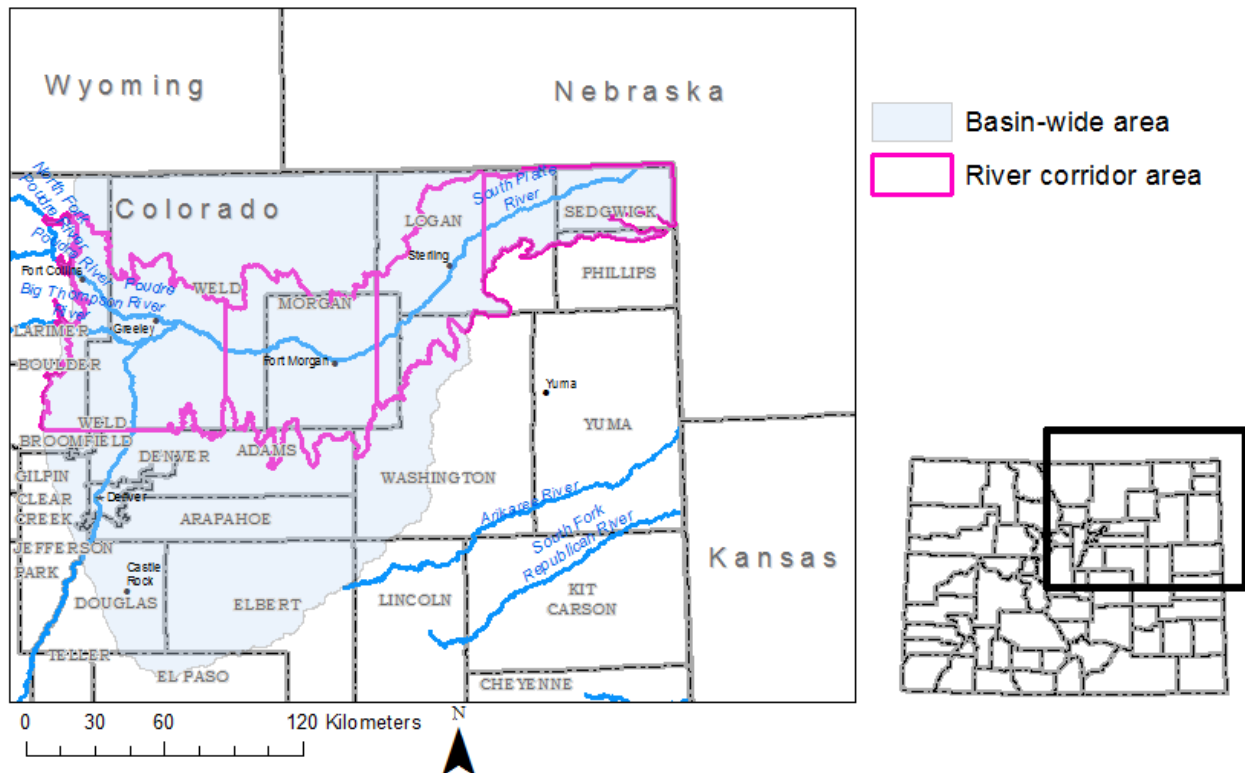 Wyoming
Nebraska
Basin-wide area
River corridor area
North Fork
Poudre River
Poudre River
Colorado
South Platte
River
LOGAN
SEDGWICK
Sterling
PHILLIPS
Fort Collins
WELD
Poudre
River
MORGAN
Big Thompson
River
LARIMER
Greeley
BOULDER
Fort Morgan
Yuma
YUMA
WELD
BROOMFIELD
ADAMS
DENVER
GILPIN
WASHINGTON
CLEAR
CREEK
Denver
ARAPAHOE
Arikaree River
South Fork
Republican River
JEFFERSON
PARK
Castle
Rock
DOUGLAS
ELBERT
LINCOLN
KIT
CARSON
Kansas
TELLER
EL PASO
CHEYENNE
0 30 60 120 Kilometers
N